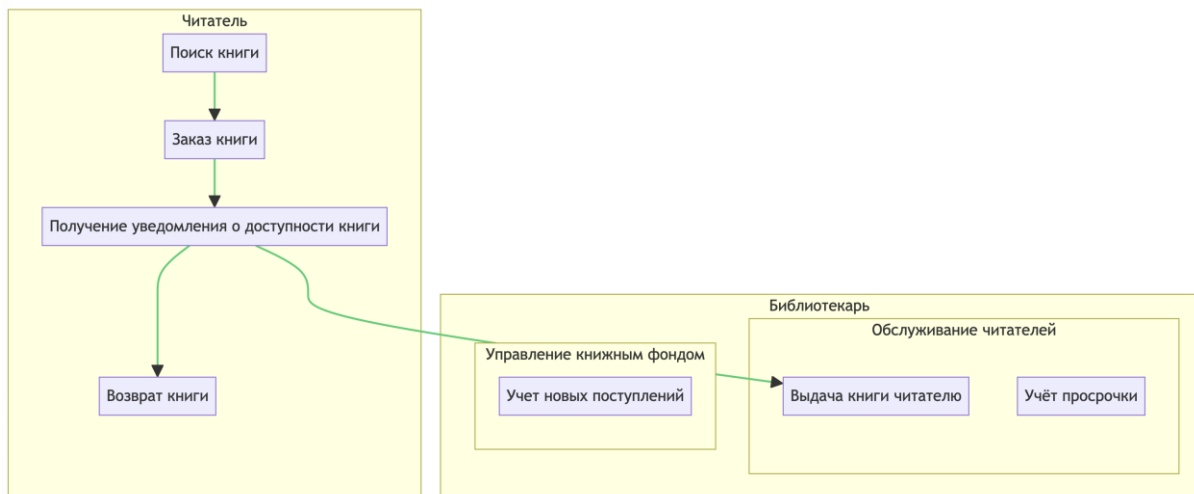 Читатель
Поиск книги
Заказ книги
Получение уведомления о доступности книги
Возврат книги
Библиотекарь
Управление книжным фондом
Учет новых поступлений
Обслуживание читателей
Выдача книги читателю
Учёт просрочки